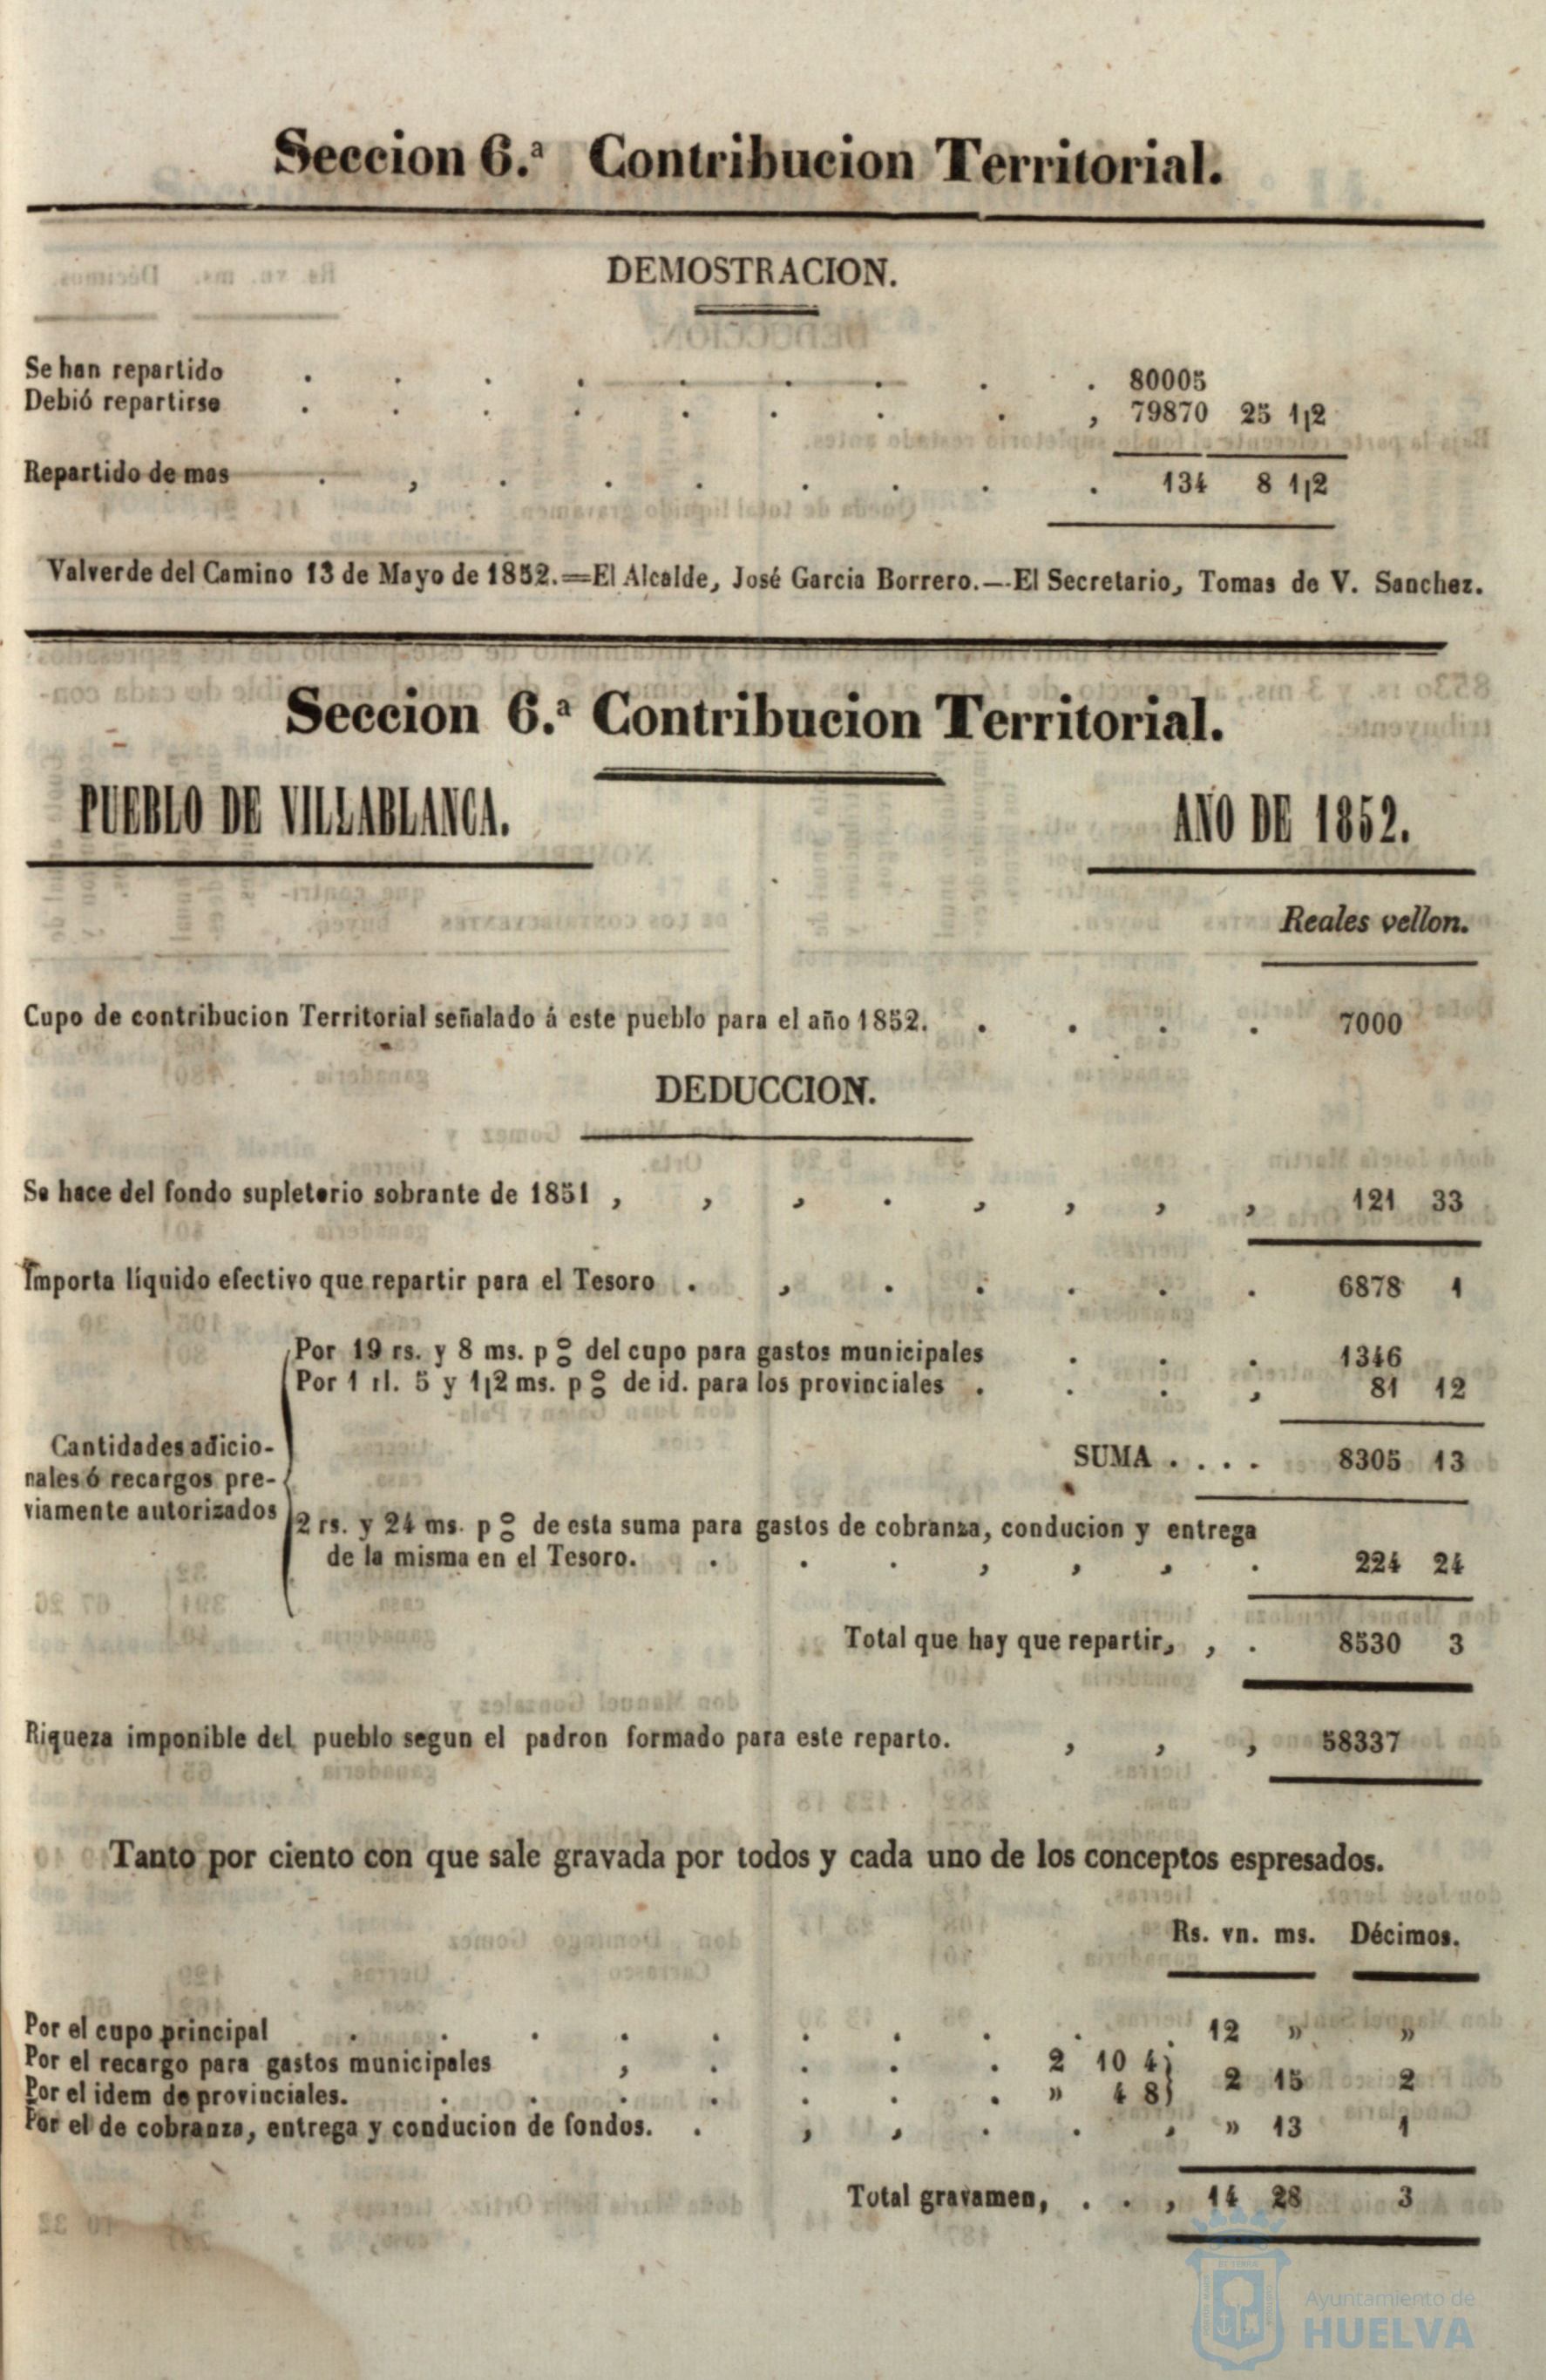 Seccion 6.ª Contribucion Territorial.
DEMOSTRACION.
Se han repartido . . . . . . . . . 80005
Debió repartirse . . . . . . . . , 79870 25 1|2
Repartido de mas . , . . . . . . . 134 8 1|2
Valverde del Camino 13 de Mayo de 1852.=El Alcalde, José Garcia Borrero.—El Secretario, Tomas de V. Sanchez.
Seccion 6.ª Contribucion Territorial.
PUEBLO DE VILLABLANCA. AÑO DE 1852.
Reales vellon.
Cupo de contribucion Territorial señalado á este pueblo para el año 1852. . . . . 7000
DEDUCCION.
Se hace del fondo supletorio sobrante de 1851 , , , . , , , , 121 33
Importa líquido efectivo que repartir para el Tesoro . , . . . . . 6878 1
Por 19 rs. y 8 ms. p% del cupo para gastos municipales . . . 1346
Por 1 rl. 5 y 1|2 ms. p% de id. para los provinciales . . . , 81 12
Cantidades adicio-
nales ó recargos pre-
viamente autorizados
SUMA . . . . 8305 13
2 rs. y 24 ms. p% de esta suma para gastos de cobranza, conducion y entrega
de la misma en el Tesoro. . . . , , , . 224 24
Total que hay que repartir, , . 8530 3
Riqueza imponible del pueblo segun el padron formado para este reparto. , , , 58337
Tanto por ciento con que sale gravada por todos y cada uno de los conceptos espresados.
Rs. vn. ms. Décimos.
Por el cupo principal . . . . . . . . . . 12 » »
Por el recargo para gastos municipales , . . . . 2 10 4)
Por el idem de provinciales. . . . . . . . » 4 8) 2 15 2
Por el de cobranza, entrega y conducion de fondos. . , , . . , » 13 1
Total gravamen, . . , 14 28 3
Ayuntamiento de
HUELVA